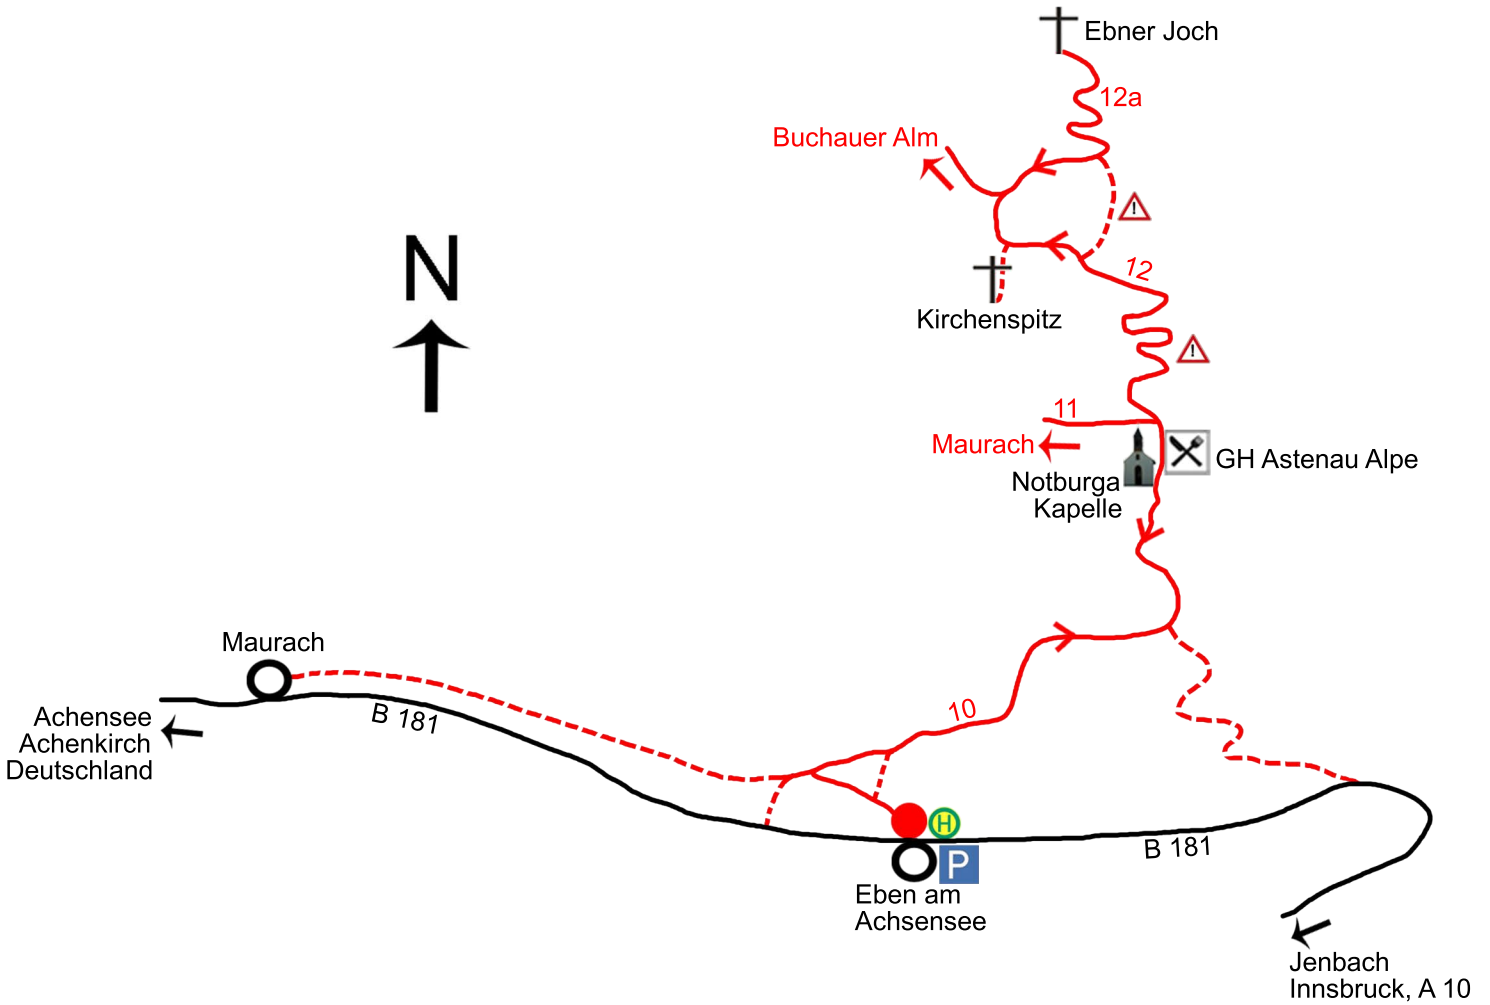 Ebner Joch
12a
Buchauer Alm
!
N
12
Kirchenspitz
!
11
Maurach
GH Astenau Alpe
Notburga
Kapelle
Maurach
10
B 181
Achensee
Achenkirch
Deutschland
H
B 181
P
Eben am
Achsensee
Jenbach
Innsbruck, A 10